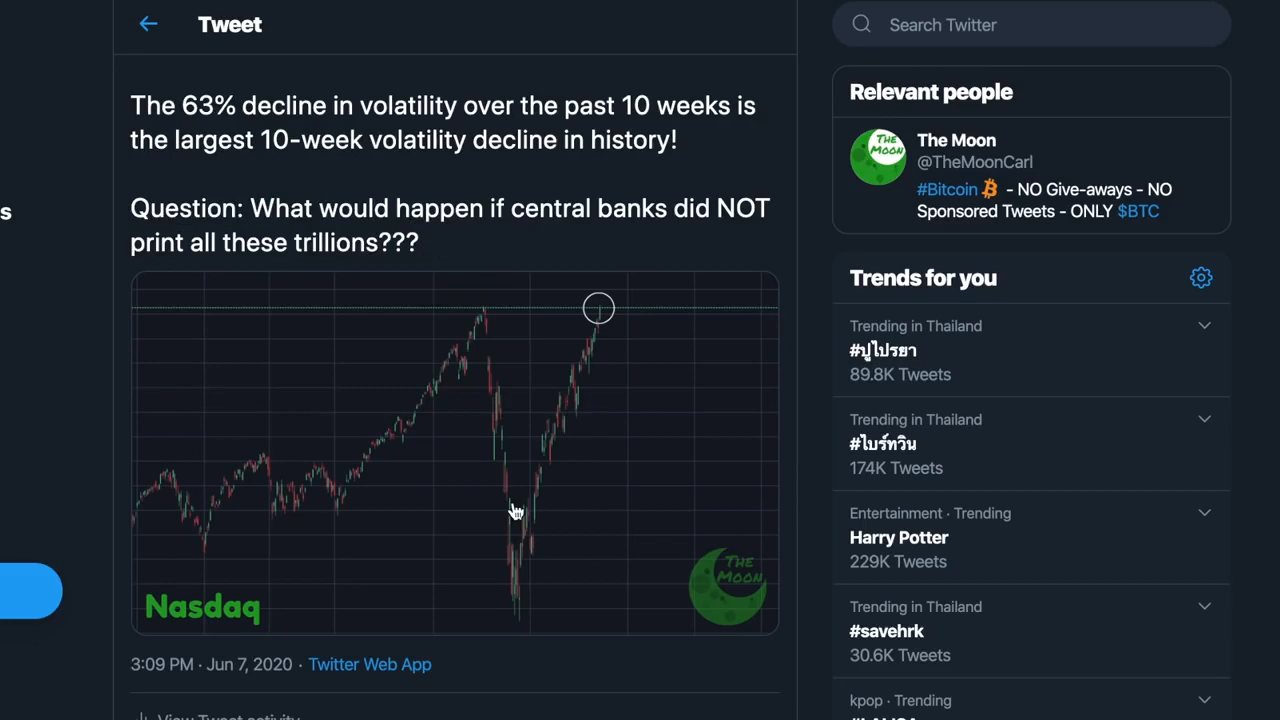 Tweet
Search Twitter
The 63% decline in volatility over the past 10 weeks is
the largest 10-week volatility decline in history!
Question: What would happen if central banks did NOT
print all these trillions???
Nasdaq
THE
MOON
3:09 PM · Jun 7, 2020 · Twitter Web App
View Tweet activity
s
Relevant people
THE
MOON
The Moon
@TheMoonCarl
#Bitcoin - NO Give-aways - NO
Sponsored Tweets - ONLY $BTC
Trends for you
Trending in Thailand
#ปูไปรยา
89.8K Tweets
Trending in Thailand
#ไบร์ทวิน
174K Tweets
Entertainment · Trending
Harry Potter
229K Tweets
Trending in Thailand
#savehrk
30.6K Tweets
kpop · Trending